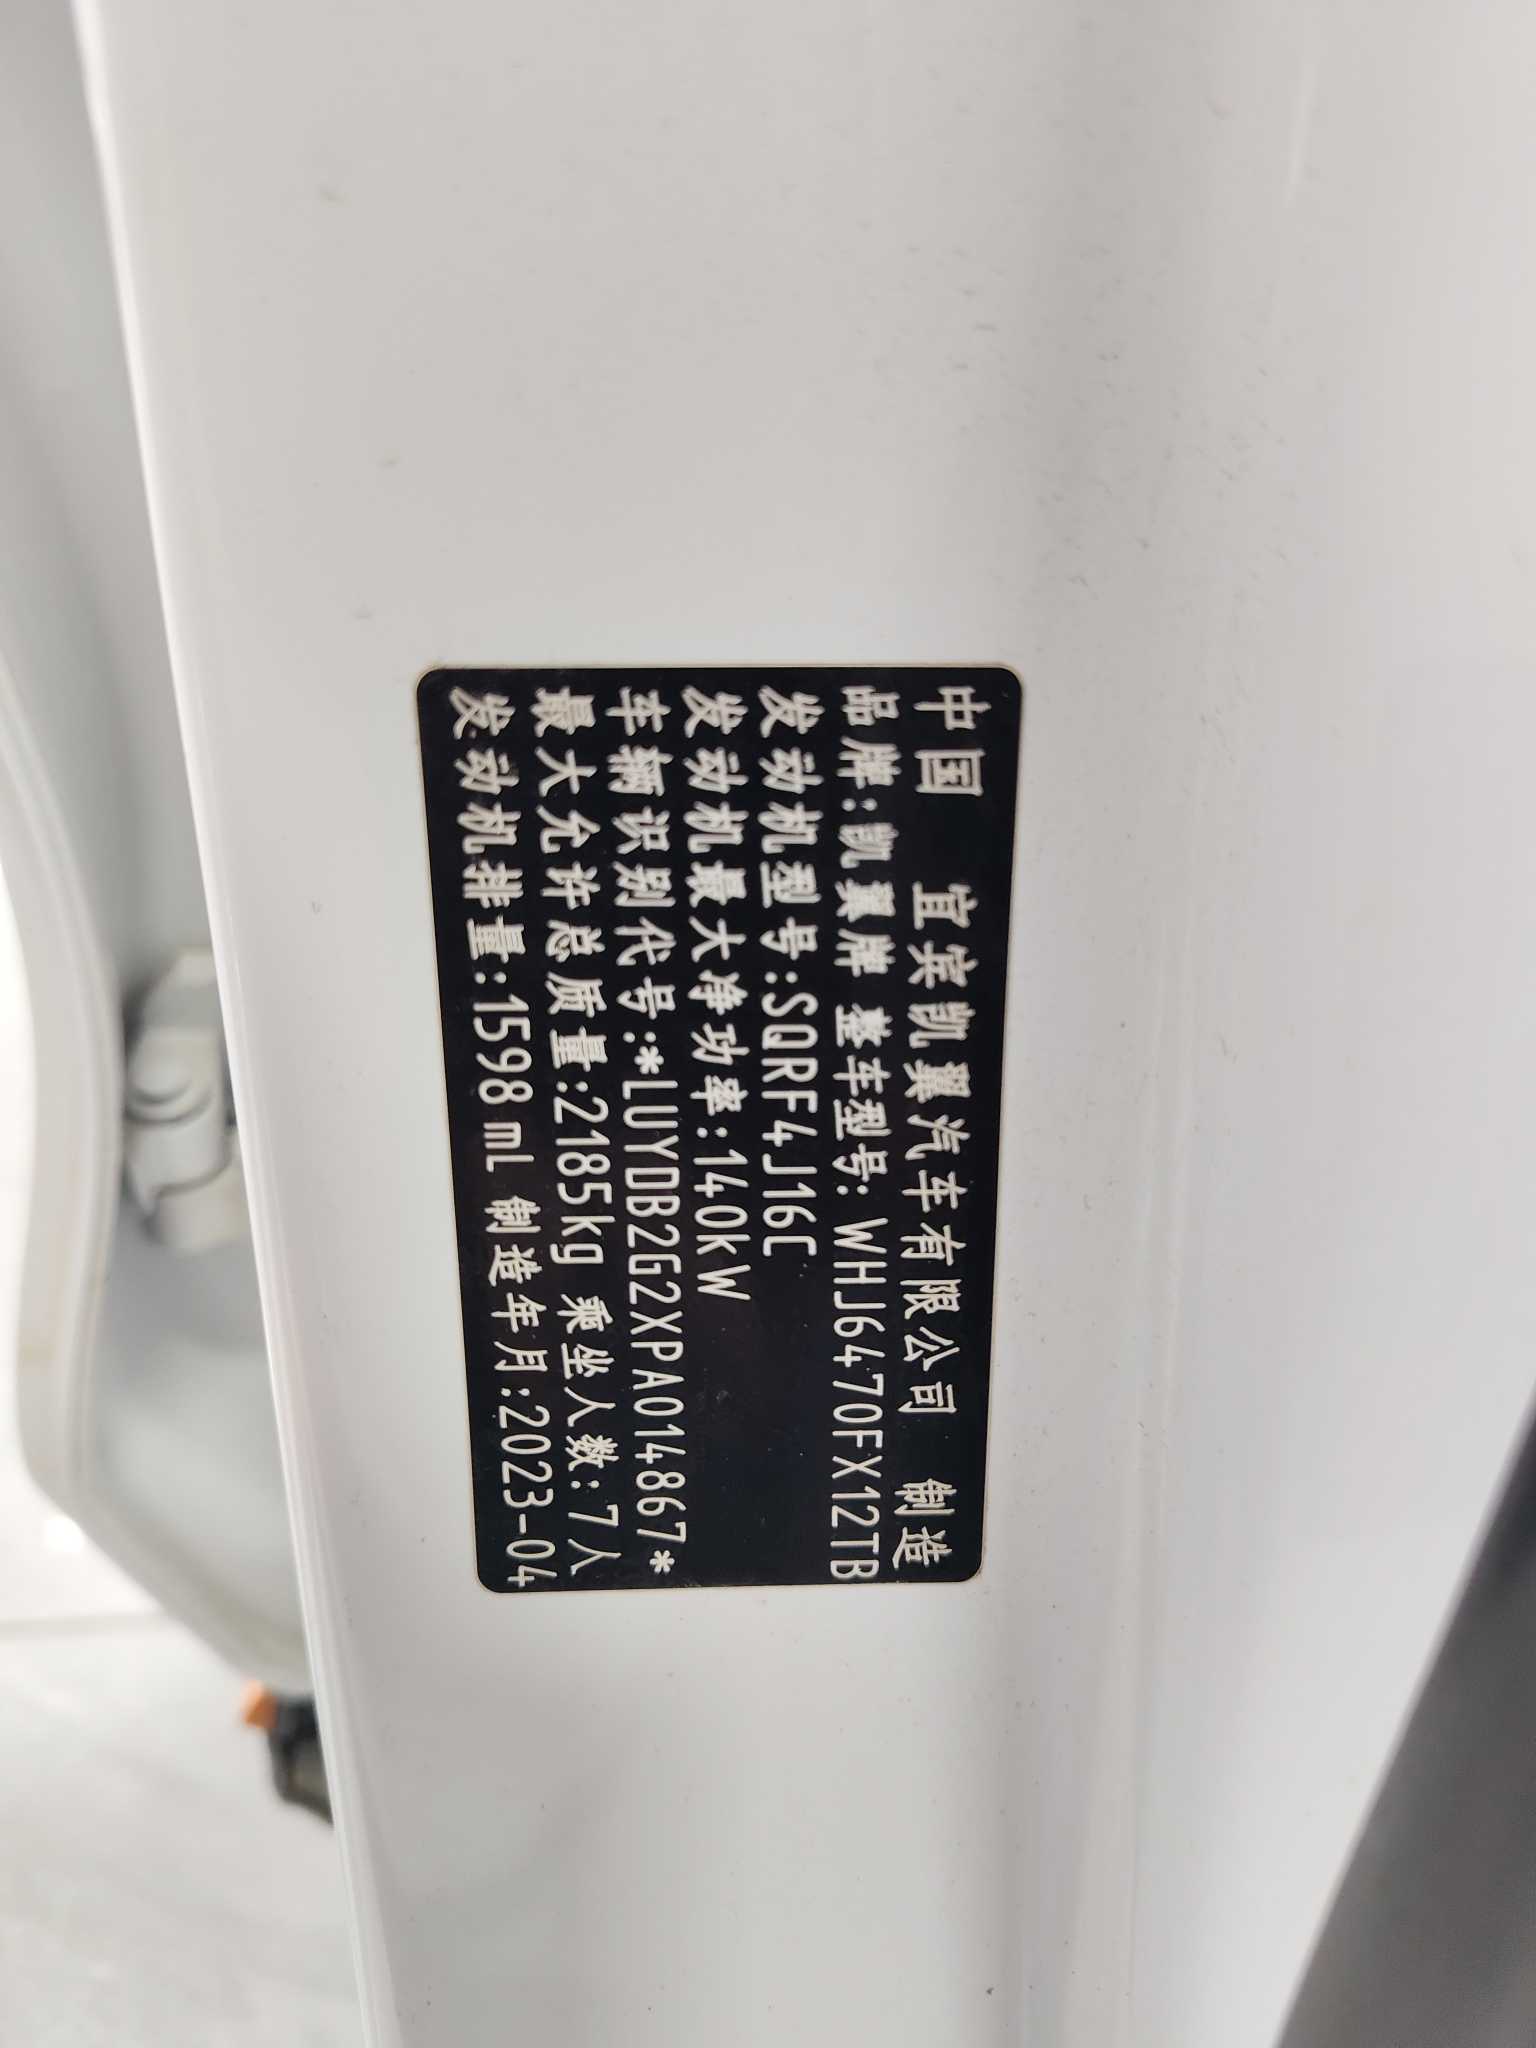 中国 宜宾凯翼汽车有限公司 制造
品牌:凯翼牌 整车型号:WHJ6470FX12TB
发动机型号:SQRF4J16C
发动机最大净功率:140kW
车辆识别代号:*LUYDB2G2XPA014867*
最大允许总质量:2185kg 乘坐人数:7人
发动机排量:1598 mL 制造年月:2023-04